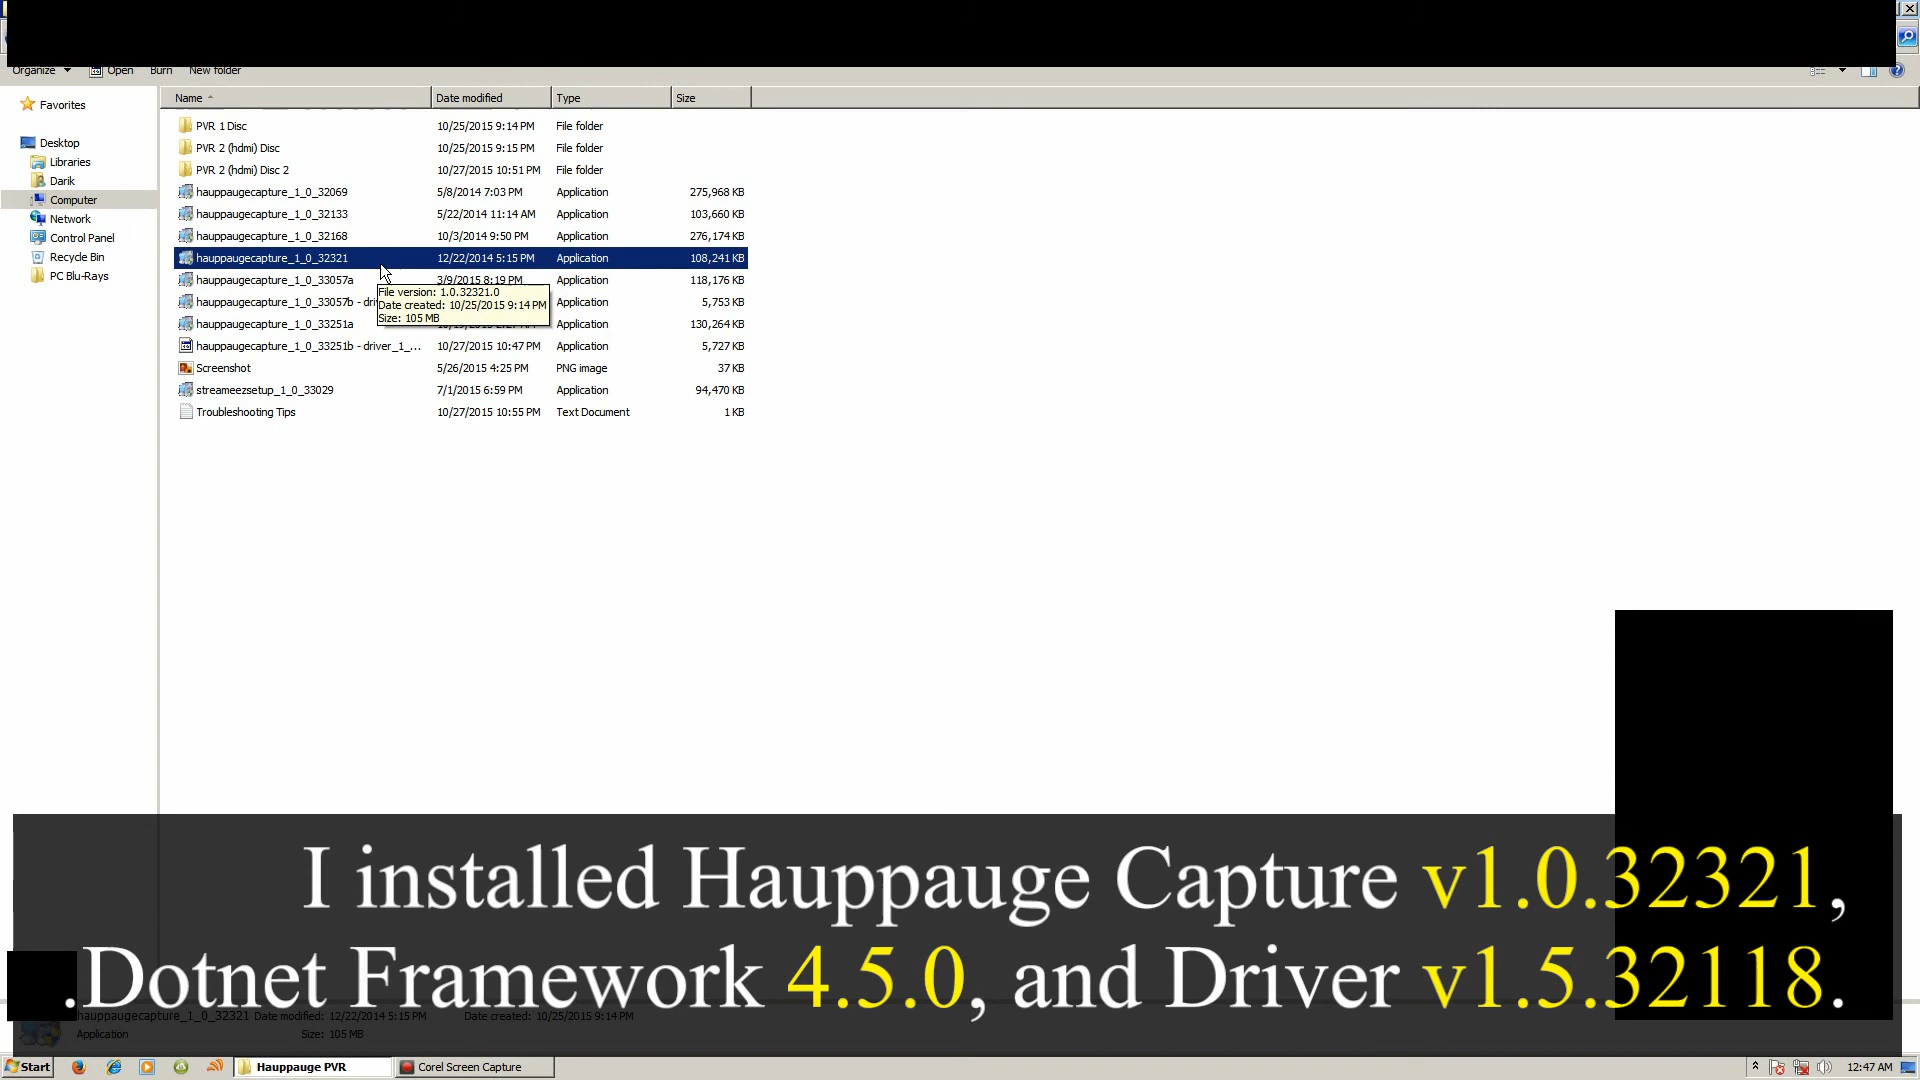 Organize Open Burn New folder
Name Date modified Type Size
Favorites
Desktop
Libraries
Darik
Computer
Network
Control Panel
Recycle Bin
PC Blu-Rays
PVR 1 Disc 10/25/2015 9:14 PM File folder
PVR 2 (hdmi) Disc 10/25/2015 9:15 PM File folder
PVR 2 (hdmi) Disc 2 10/27/2015 10:51 PM File folder
hauppaugecapture_1_0_32069 5/8/2014 7:03 PM Application 275,968 KB
hauppaugecapture_1_0_32133 5/22/2014 11:14 AM Application 103,660 KB
hauppaugecapture_1_0_32168 10/3/2014 9:50 PM Application 276,174 KB
hauppaugecapture_1_0_32321 12/22/2014 5:15 PM Application 108,241 KB
hauppaugecapture_1_0_33057a 3/9/2015 8:19 PM Application 118,176 KB
hauppaugecapture_1_0_33057b - Application 5,753 KB
hauppaugecapture_1_0_33251a Application 130,264 KB
hauppaugecapture_1_0_33251b - driver_1_... 10/27/2015 10:47 PM Application 5,727 KB
Screenshot 5/26/2015 4:25 PM PNG image 37 KB
streameezsetup_1_0_33029 7/1/2015 6:59 PM Application 94,470 KB
Troubleshooting Tips 10/27/2015 10:55 PM Text Document 1 KB
File version: 1.0.32321.0
Date created: 10/25/2015 9:14 PM
Size: 105 MB
I installed Hauppauge Capture v1.0.32321,
.Dotnet Framework 4.5.0, and Driver v1.5.32118.
hauppaugecapture_1_0_32321 Date modified: 12/22/2014 5:15 PM Date created: 10/25/2015 9:14 PM
Application Size: 105 MB
Start Hauppauge PVR Corel Screen Capture 12:47 AM